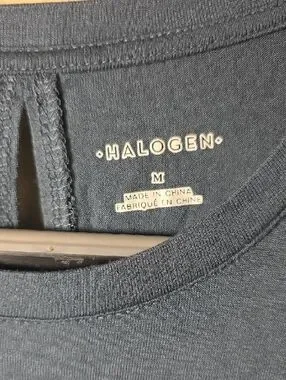 ·HALOGEN·
M
MADE IN CHINA
FABRIQUÉ EN CHINE